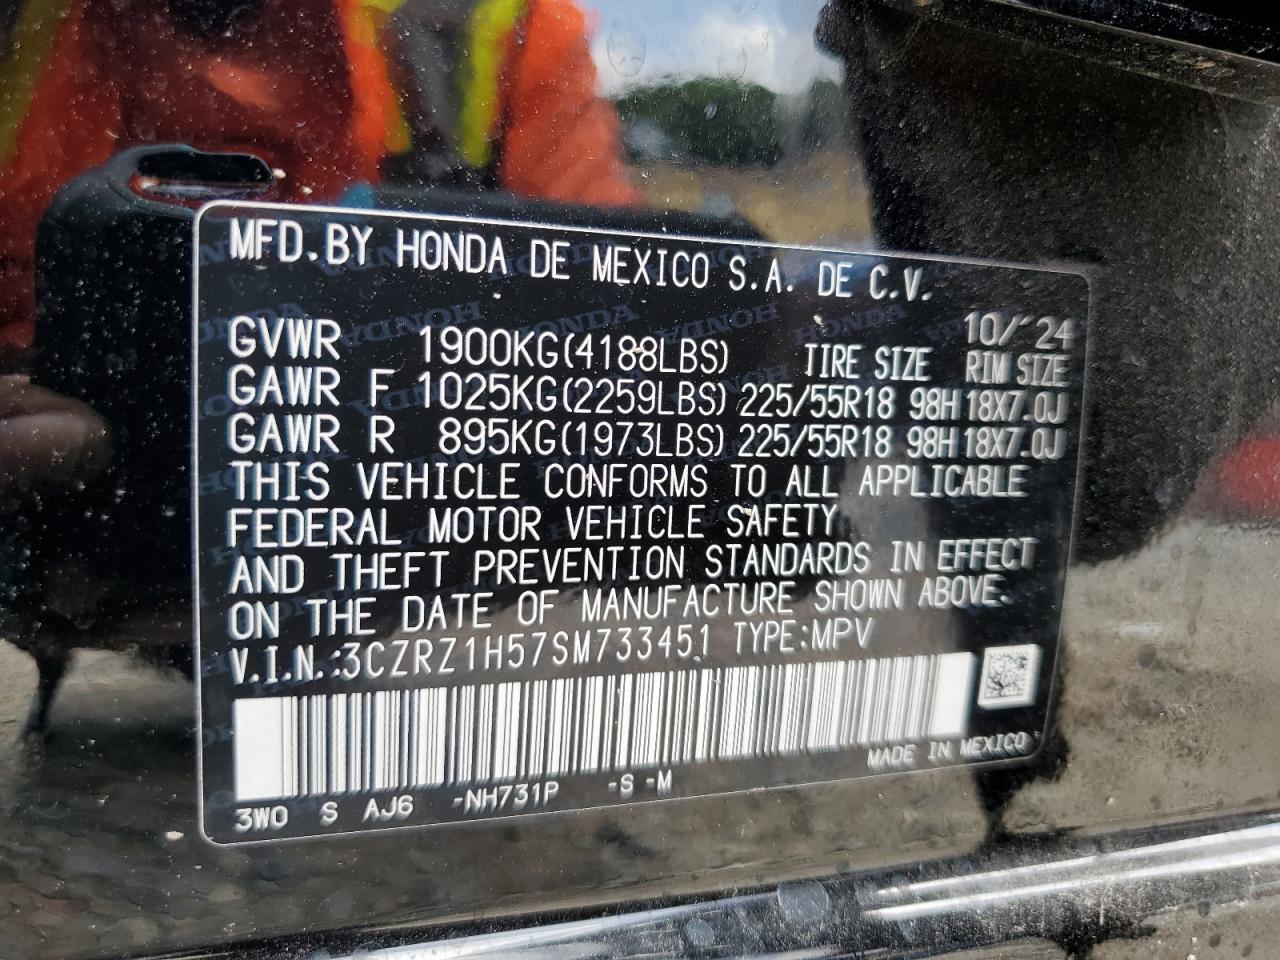 MFD.BY HONDA DE MEXICO S.A. DE C.V.
10/ '24
GVWR 1900KG(4188LBS) TIRE SIZE RIM SIZE
GAWR F 1025KG(2259LBS) 225/55R18 98H 18X7.0J
GAWR R 895KG(1973LBS) 225/55R18 98H 18X7.0J
THIS VEHICLE CONFORMS TO ALL APPLICABLE
FEDERAL MOTOR VEHICLE SAFETY
AND THEFT PREVENTION STANDARDS IN EFFECT
ON THE DATE OF MANUFACTURE SHOWN ABOVE.
V.I.N.:3CZRZ1H57SM733451 TYPE:MPV
MADE IN MEXICO
3W0 S AJ6 -NH731P -S -M